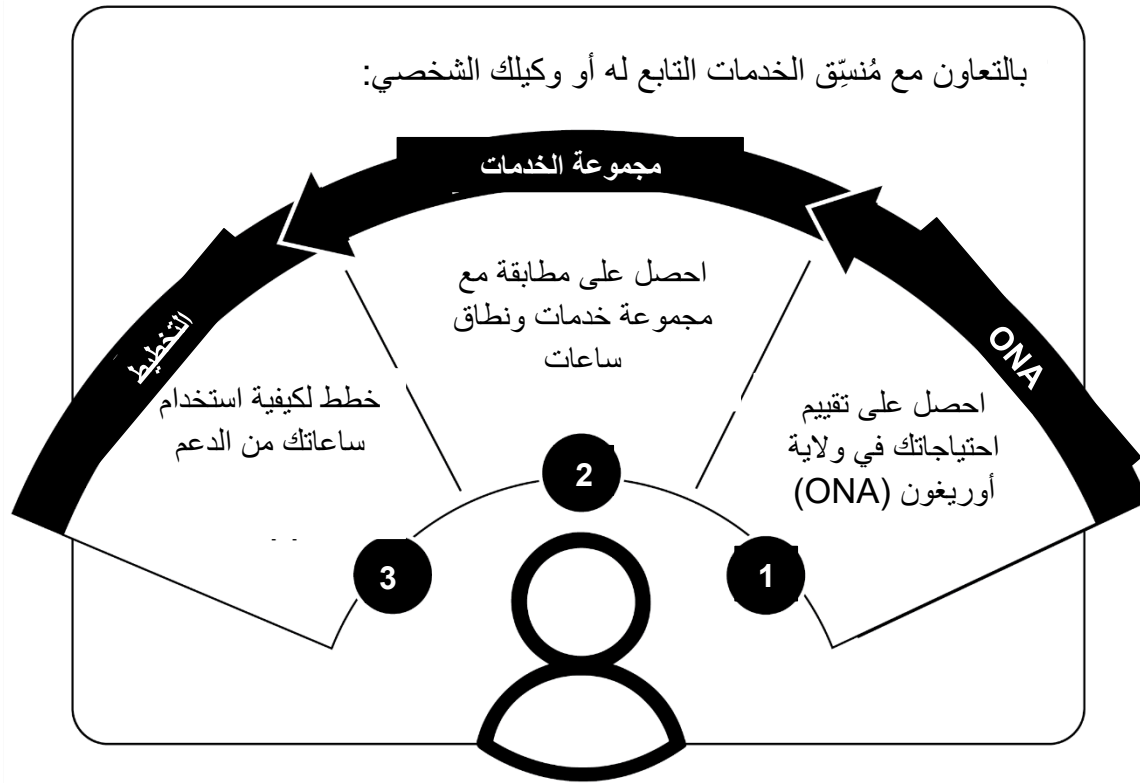 بالتعاون مع مُنسِّق الخدمات التابع له أو وكيلك الشخصي:
ONA
احصل على تقييم
احتياجاتك في ولاية
أوريغون (ONA)
1
مجموعة الخدمات
احصل على مطابقة مع
مجموعة خدمات ونطاق
ساعات
2
التخطيط
خطط لكيفية استخدام
ساعاتك من الدعم
3